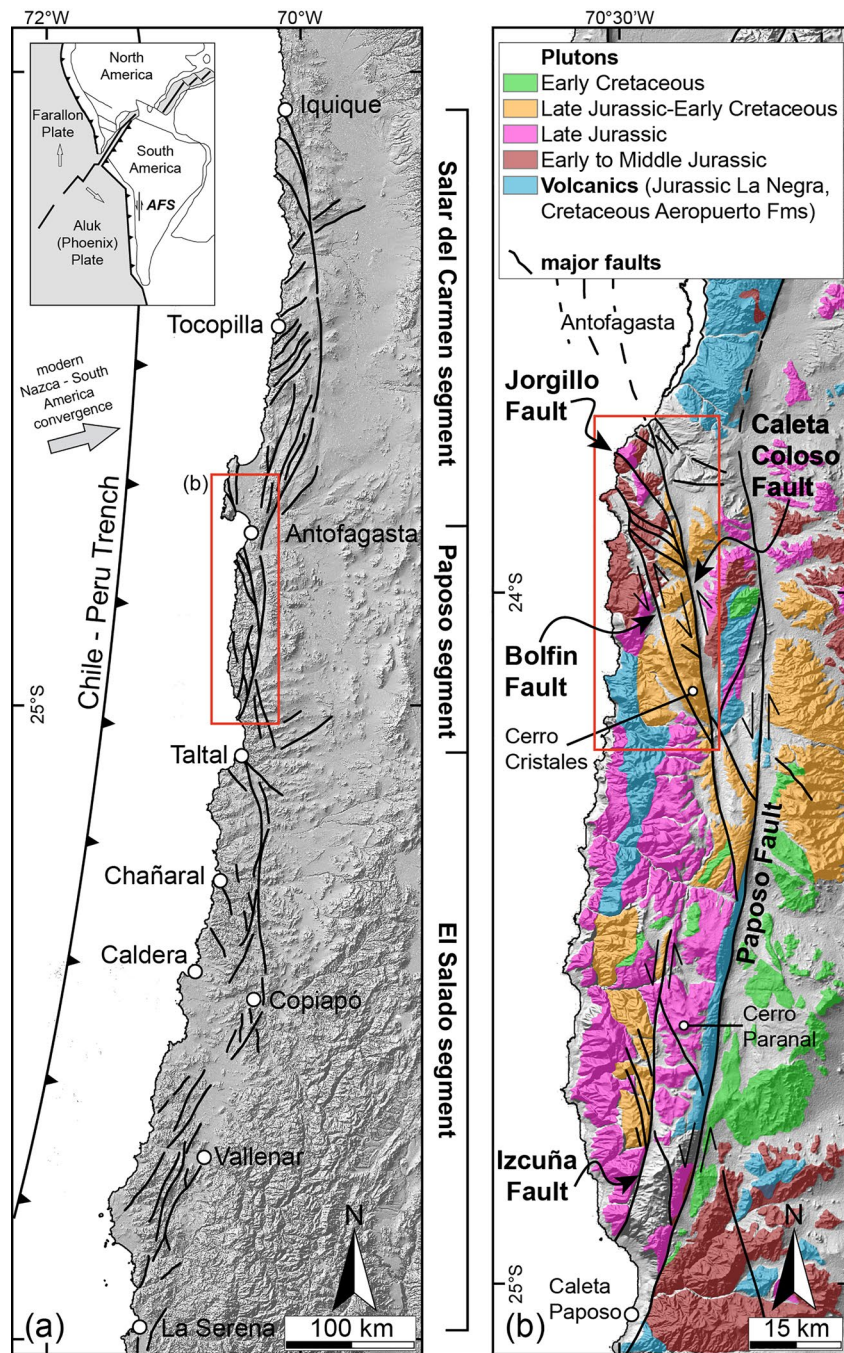 72°W
70°W
North
America
Farallon
Plate
South
America
AFS
Aluk
(Phoenix)
Plate
modern
Nazca - South
America
convergence
Chile - Peru Trench
25°S
Iquique
Tocopilla
(b)
Antofagasta
Taltal
Chañaral
Caldera
Copiapó
Vallenar
La Serena
N
100 km
(a)
Salar del Carmen segment
Paposo segment
El Salado segment
70°30'W
Plutons
Early Cretaceous
Late Jurassic-Early Cretaceous
Late Jurassic
Early to Middle Jurassic
Volcanics (Jurassic La Negra,
Cretaceous Aeropuerto Fms)
major faults
Antofagasta
Jorgillo
Fault
Caleta
Coloso
Fault
24°S
Bolfin
Fault
Cerro
Cristales
Paposo Fault
Cerro
Paranal
Izcuña
Fault
25°S
Caleta
Paposo
N
15 km
(b)